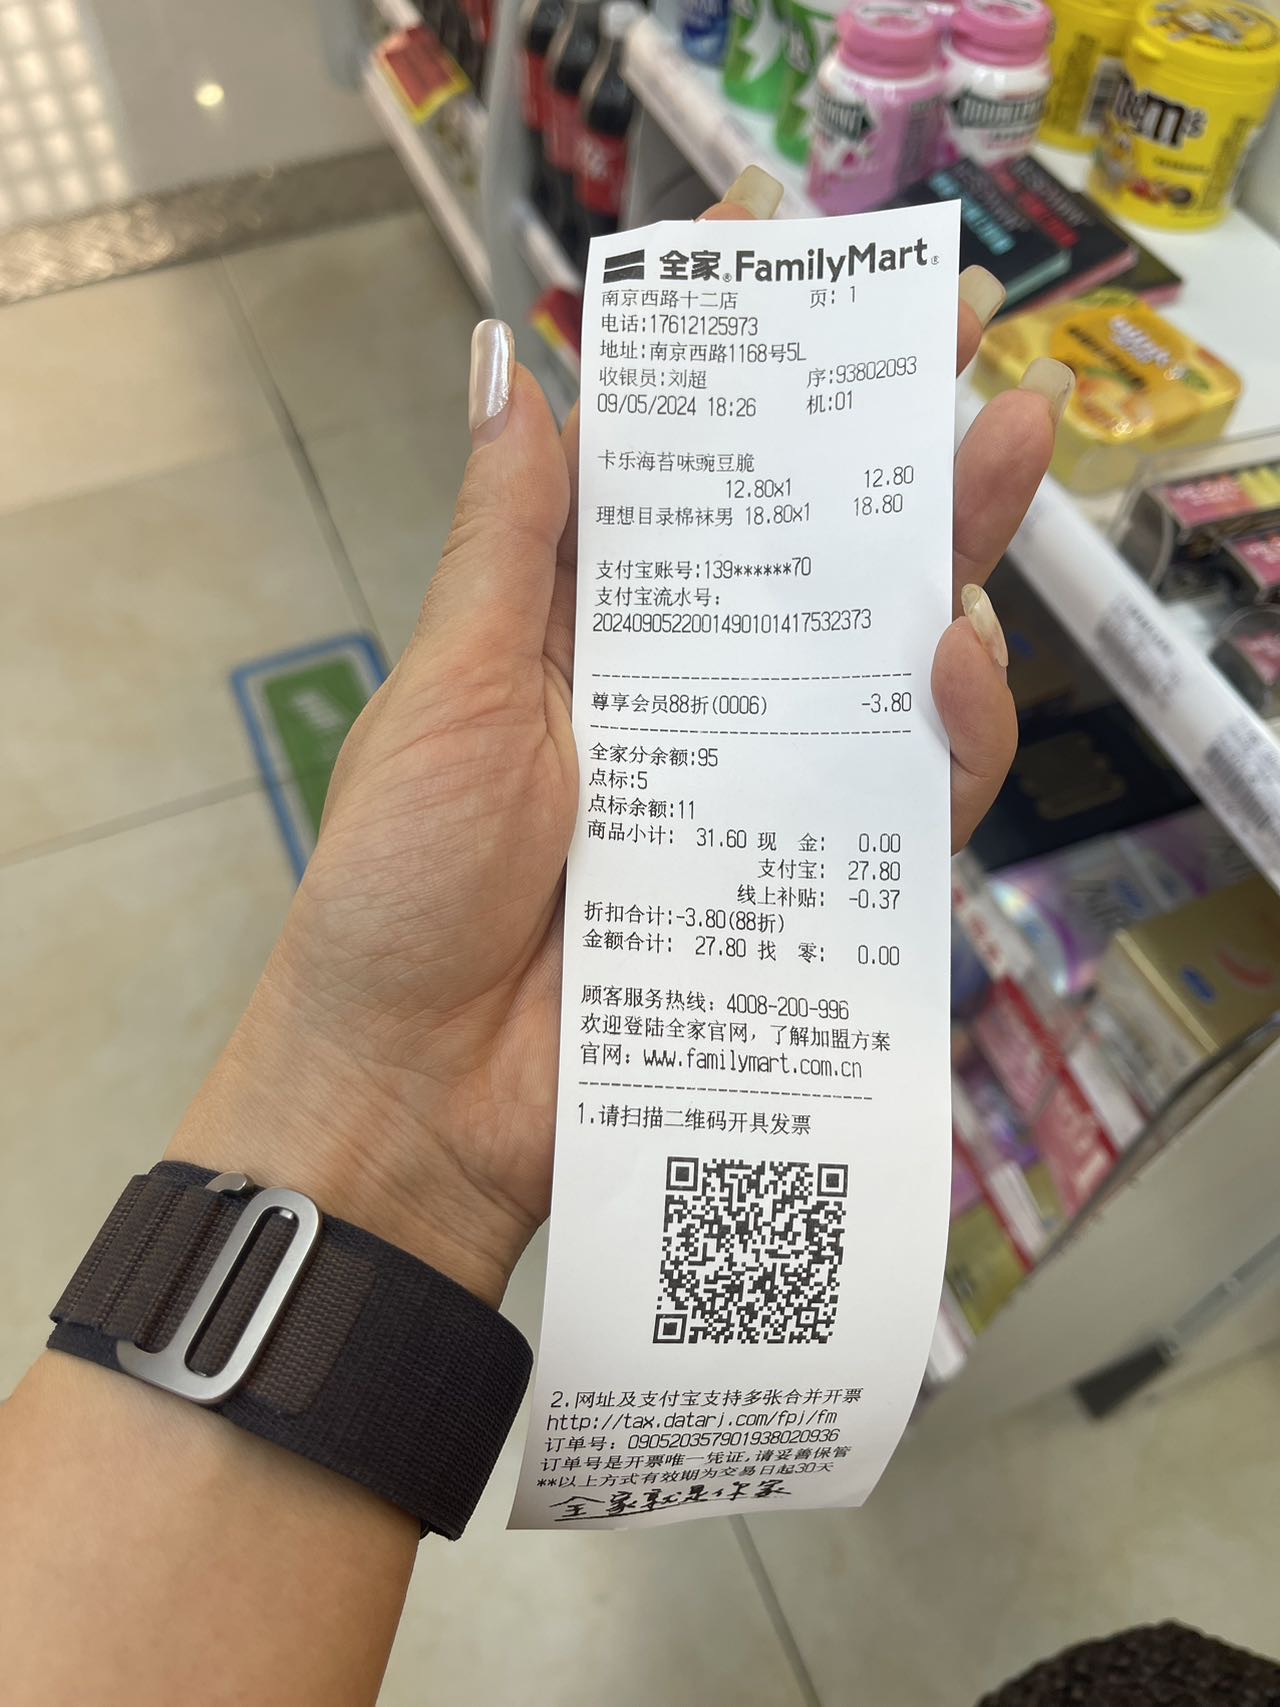 全家®FamilyMart®
南京西路十二店 页: 1
电话:17612125973
地址:南京西路1168号5L
收银员:刘超 序:93802093
09/05/2024 18:26 机:01
卡乐海苔味豌豆脆
12.80x1 12.80
理想目录棉袜男 18.80x1 18.80
支付宝账号:139******70
支付宝流水号:
2024090522001490101417532373
--------------------------------
尊享会员88折(0006) -3.80
--------------------------------
全家分余额:95
点标:5
点标余额:11
商品小计: 31.60 现 金: 0.00
支付宝: 27.80
线上补贴: -0.37
折扣合计:-3.80(88折)
金额合计: 27.80 找 零: 0.00
顾客服务热线: 4008-200-996
欢迎登陆全家官网, 了解加盟方案
官网: www.familymart.com.cn
--------------------------------
1.请扫描二维码开具发票
2.网址及支付宝支持多张合并开票
http://tax.datarj.com/fpj/fm
订单号: 090520357901938020936
订单号是开票唯一凭证,请妥善保管
**以上方式有效期为交易日起30天
全家就是你家
m&m's